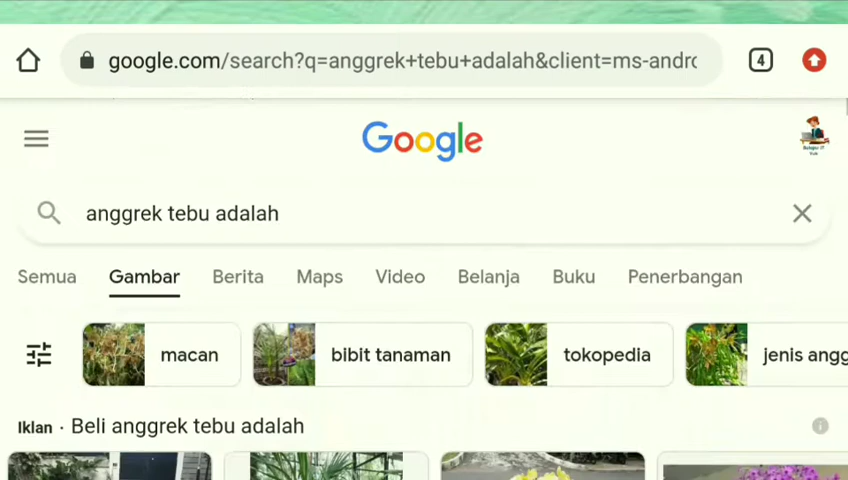 google.com/search?q=anggrek+tebu+adalah&client=ms-andro
4
Google
anggrek tebu adalah
Semua Gambar Berita Maps Video Belanja Buku Penerbangan
macan bibit tanaman tokopedia jenis angg
Iklan · Beli anggrek tebu adalah